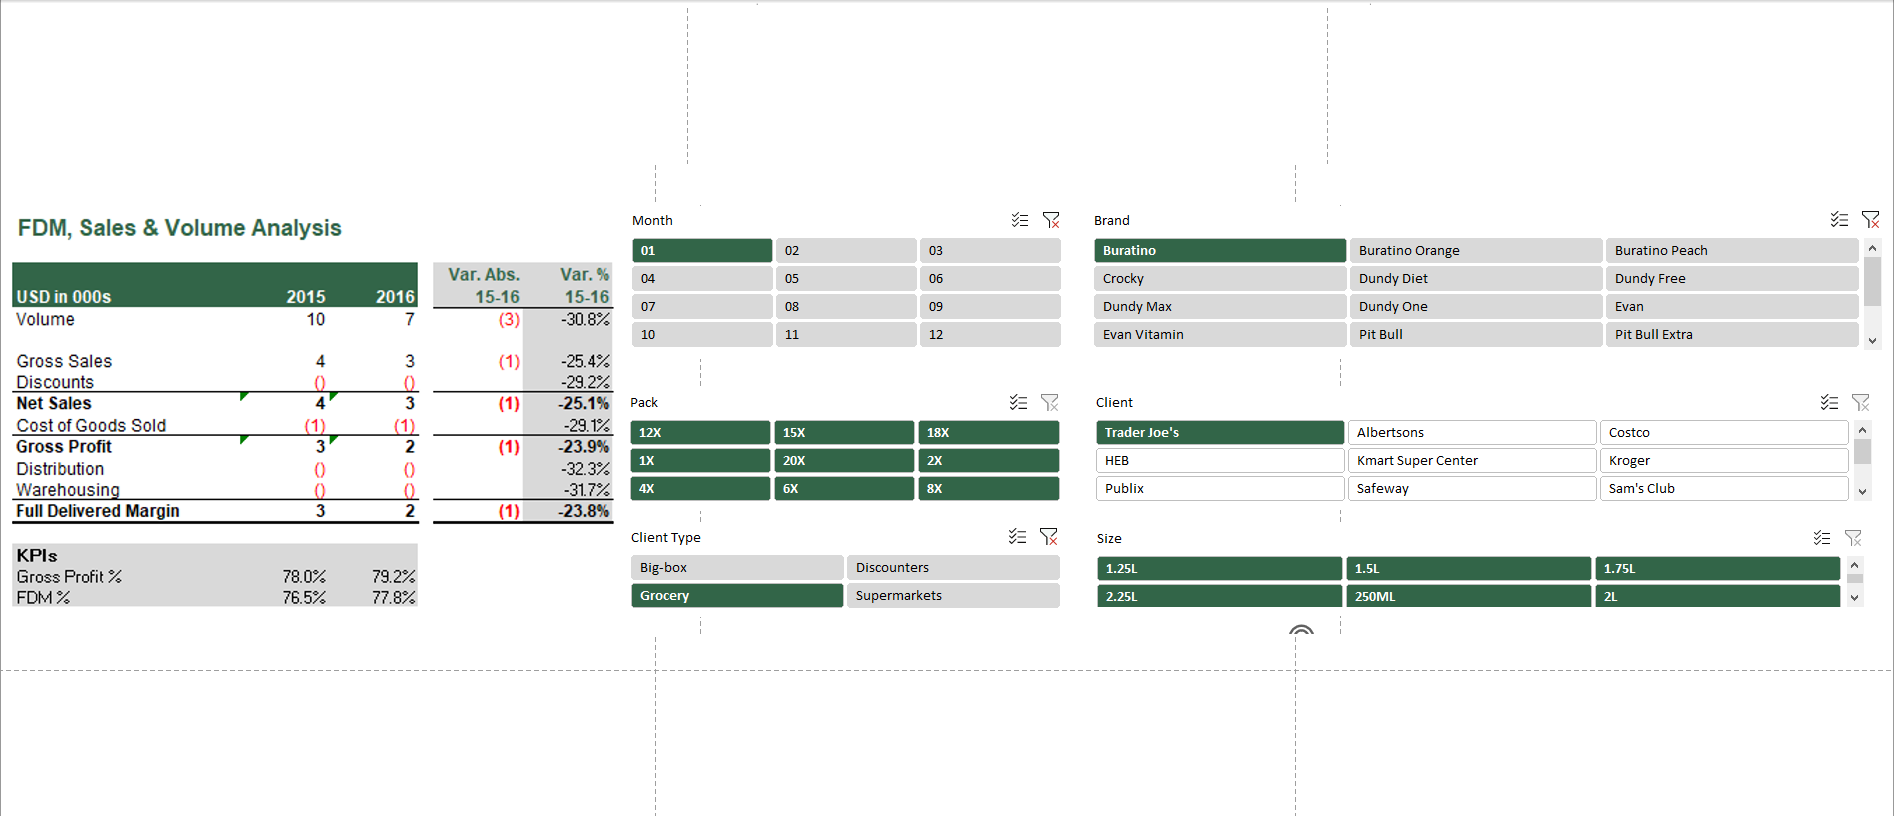 FDM, Sales & Volume Analysis
Var. Abs. Var. %
USD in 000s 2015 2016 15-16 15-16
Volume 10 7 (3) -30.8%
Gross Sales 4 3 (1) -25.4%
Discounts () () -29.2%
Net Sales 4 3 (1) -25.1%
Cost of Goods Sold (1) (1) -29.1%
Gross Profit 3 2 (1) -23.9%
Distribution () () -32.3%
Warehousing () () -31.7%
Full Delivered Margin 3 2 (1) -23.8%
KPIs
Gross Profit % 78.0% 79.2%
FDM % 76.5% 77.8%
Month
01 02 03
04 05 06
07 08 09
10 11 12
Brand
Buratino Buratino Orange Buratino Peach
Crocky Dundy Diet Dundy Free
Dundy Max Dundy One Evan
Evan Vitamin Pit Bull Pit Bull Extra
Pack
12X 15X 18X
1X 20X 2X
4X 6X 8X
Client
Trader Joe's Albertsons Costco
HEB Kmart Super Center Kroger
Publix Safeway Sam's Club
Client Type
Big-box Discounters
Grocery Supermarkets
Size
1.25L 1.5L 1.75L
2.25L 250ML 2L